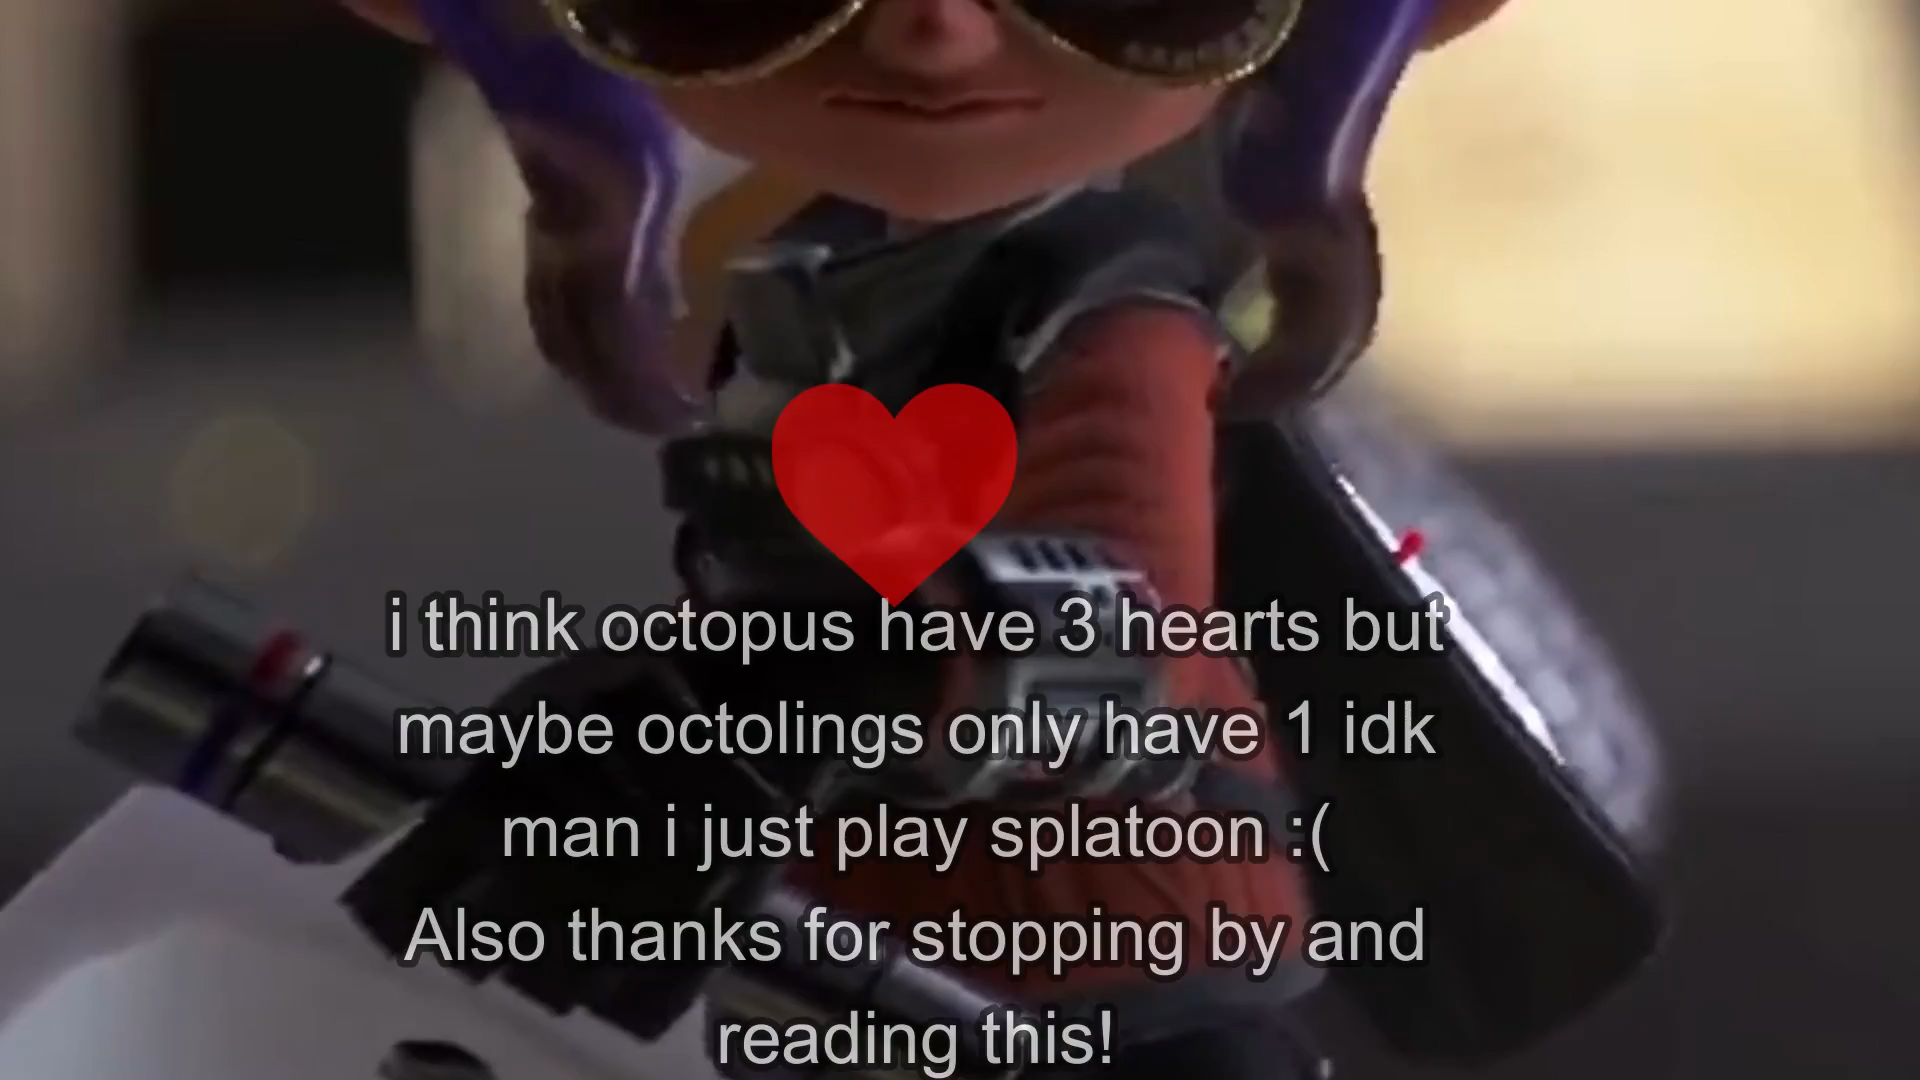 i think octopus have 3 hearts but
maybe octolings only have 1 idk
man i just play splatoon :(
Also thanks for stopping by and
reading this!